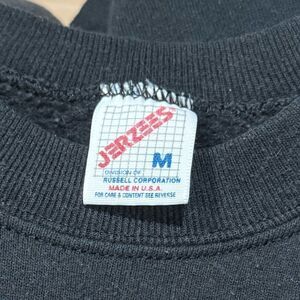 JERZEES
M
DIVISION OF
RUSSELL CORPORATION
MADE IN U.S.A.
FOR CARE & CONTENT SEE REVERSE